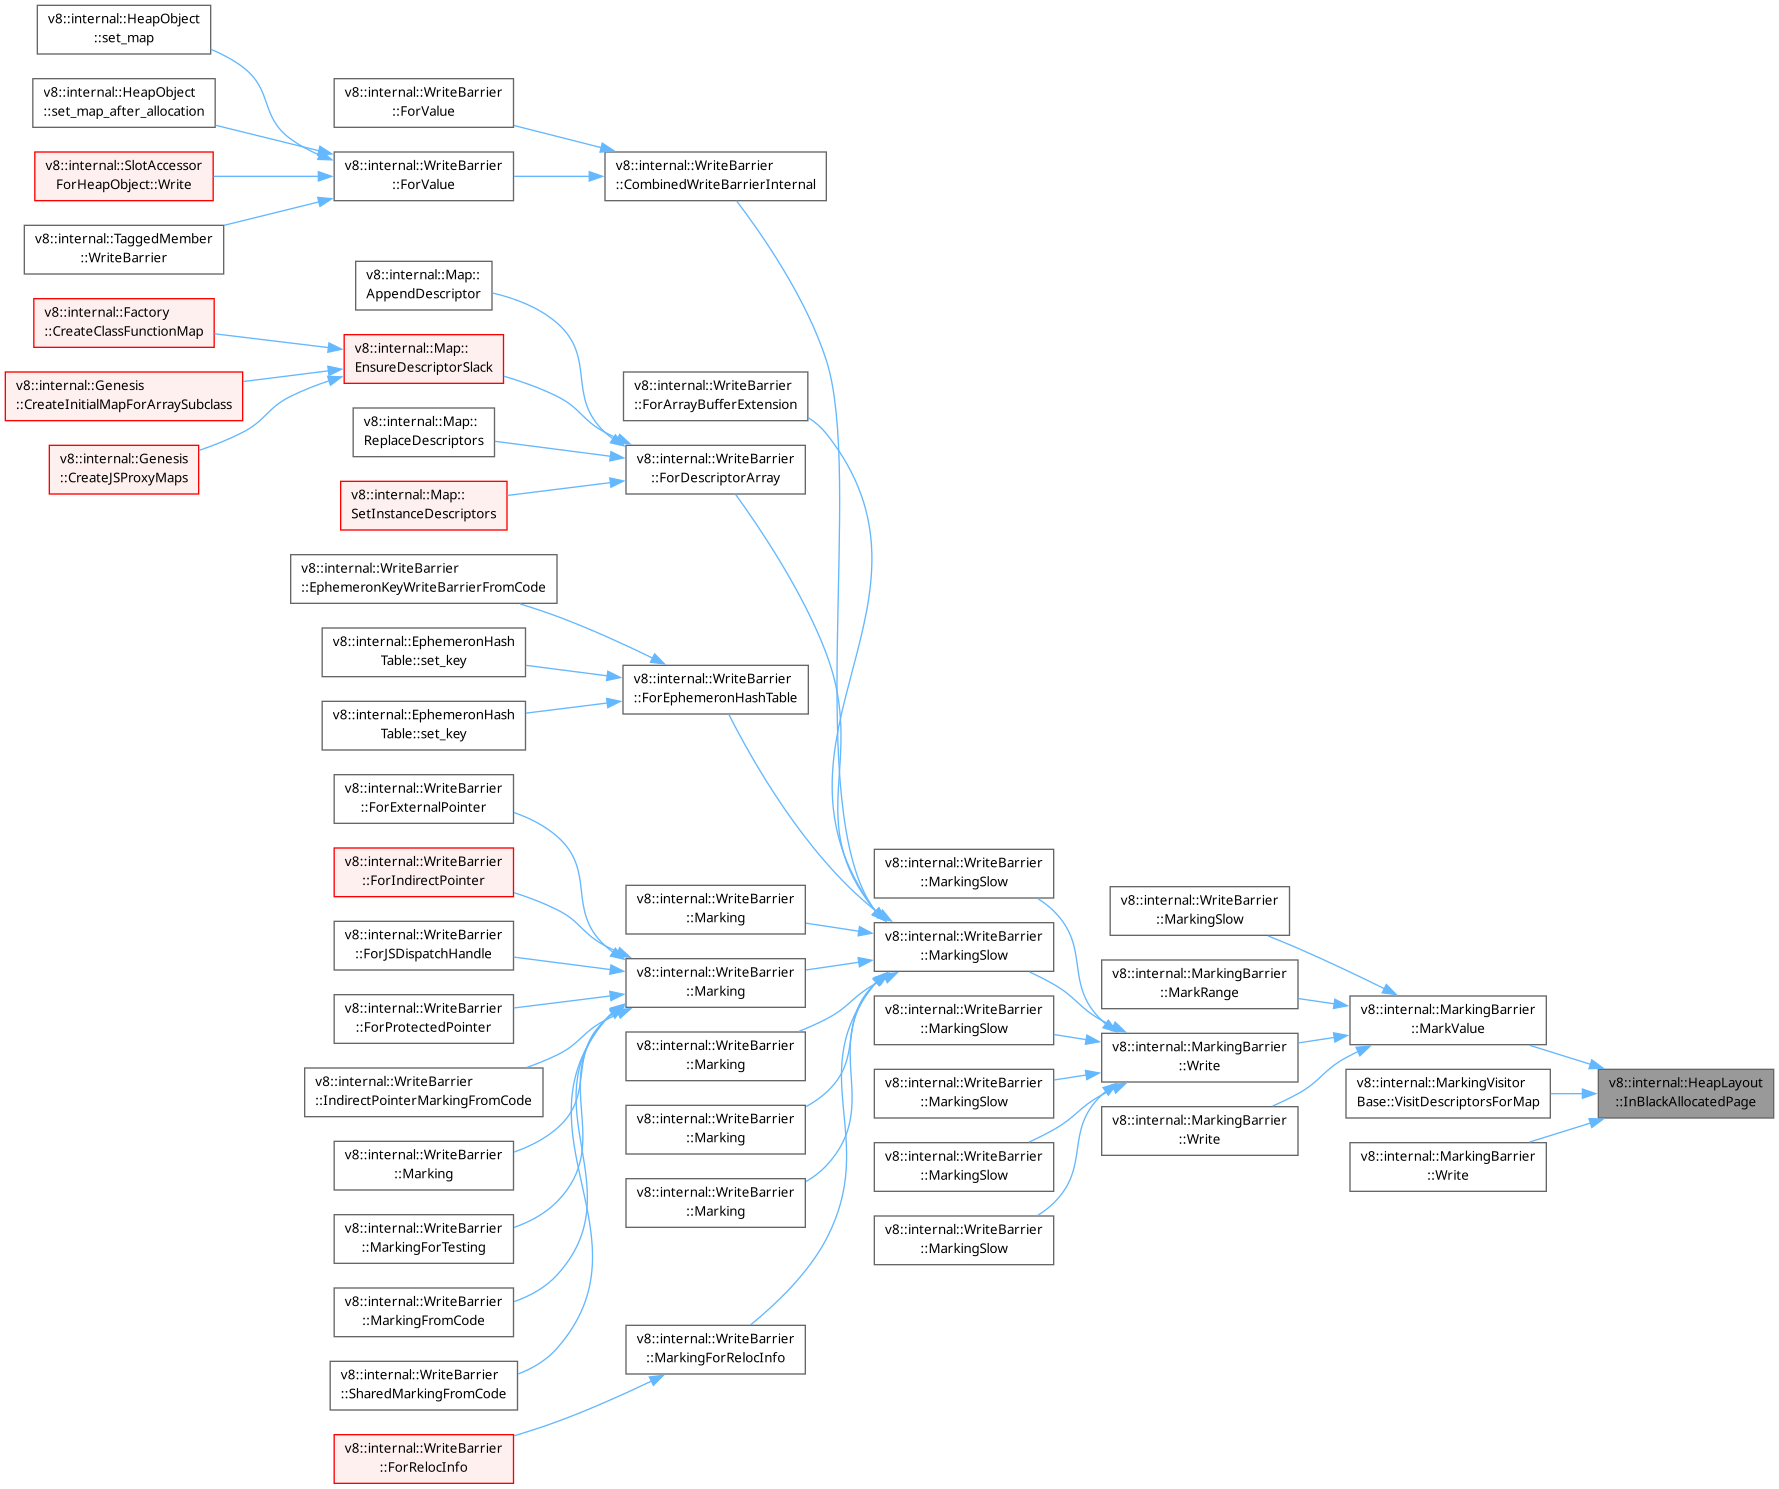 v8::internal::HeapObject
::set_map
v8::internal::HeapObject
::set_map_after_allocation
v8::internal::SlotAccessor
ForHeapObject::Write
v8::internal::TaggedMember
::WriteBarrier
v8::internal::Factory
::CreateClassFunctionMap
v8::internal::Genesis
::CreateInitialMapForArraySubclass
v8::internal::Genesis
::CreateJSProxyMaps
v8::internal::WriteBarrier
::ForValue
v8::internal::WriteBarrier
::ForValue
v8::internal::Map::
AppendDescriptor
v8::internal::Map::
EnsureDescriptorSlack
v8::internal::Map::
ReplaceDescriptors
v8::internal::Map::
SetInstanceDescriptors
v8::internal::WriteBarrier
::EphemeronKeyWriteBarrierFromCode
v8::internal::EphemeronHash
Table::set_key
v8::internal::EphemeronHash
Table::set_key
v8::internal::WriteBarrier
::ForExternalPointer
v8::internal::WriteBarrier
::ForIndirectPointer
v8::internal::WriteBarrier
::ForJSDispatchHandle
v8::internal::WriteBarrier
::ForProtectedPointer
v8::internal::WriteBarrier
::IndirectPointerMarkingFromCode
v8::internal::WriteBarrier
::Marking
v8::internal::WriteBarrier
::MarkingForTesting
v8::internal::WriteBarrier
::MarkingFromCode
v8::internal::WriteBarrier
::SharedMarkingFromCode
v8::internal::WriteBarrier
::ForRelocInfo
v8::internal::WriteBarrier
::CombinedWriteBarrierInternal
v8::internal::WriteBarrier
::ForArrayBufferExtension
v8::internal::WriteBarrier
::ForDescriptorArray
v8::internal::WriteBarrier
::ForEphemeronHashTable
v8::internal::WriteBarrier
::Marking
v8::internal::WriteBarrier
::Marking
v8::internal::WriteBarrier
::Marking
v8::internal::WriteBarrier
::Marking
v8::internal::WriteBarrier
::Marking
v8::internal::WriteBarrier
::MarkingForRelocInfo
v8::internal::WriteBarrier
::MarkingSlow
v8::internal::WriteBarrier
::MarkingSlow
v8::internal::WriteBarrier
::MarkingSlow
v8::internal::WriteBarrier
::MarkingSlow
v8::internal::WriteBarrier
::MarkingSlow
v8::internal::WriteBarrier
::MarkingSlow
v8::internal::WriteBarrier
::MarkingSlow
v8::internal::MarkingBarrier
::MarkRange
v8::internal::MarkingBarrier
::Write
v8::internal::MarkingBarrier
::Write
v8::internal::MarkingBarrier
::MarkValue
v8::internal::MarkingVisitor
Base::VisitDescriptorsForMap
v8::internal::MarkingBarrier
::Write
v8::internal::HeapLayout
::InBlackAllocatedPage